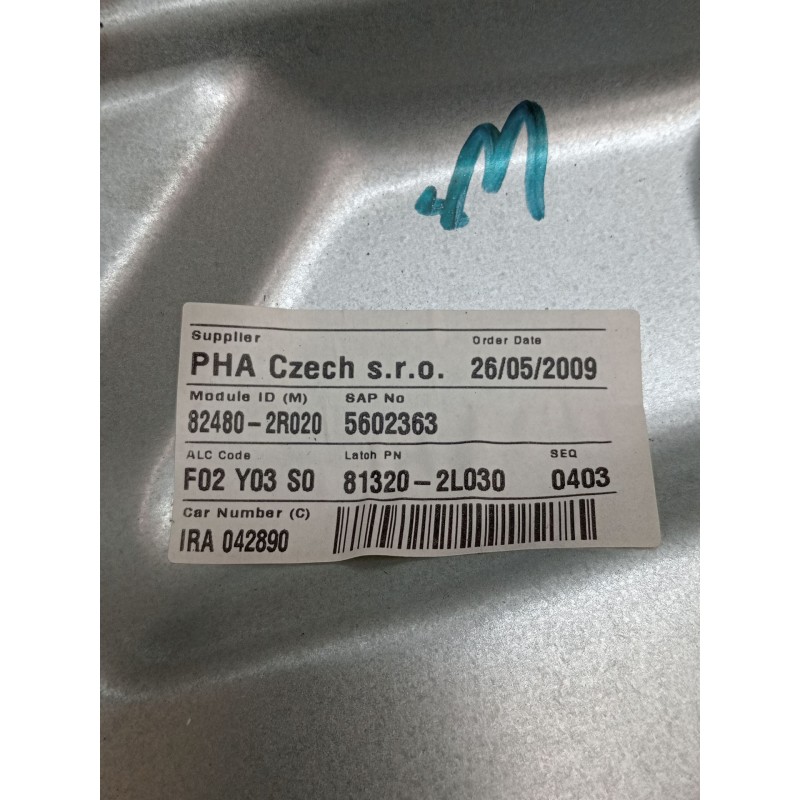 M
Supplier Order Date
PHA Czech s.r.o. 26/05/2009
Module ID (M) SAP No
82480-2R020 5602363
ALC Code Latch PN SEQ
F02 Y03 S0 81320-2L030 0403
Car Number (C)
IRA 042890